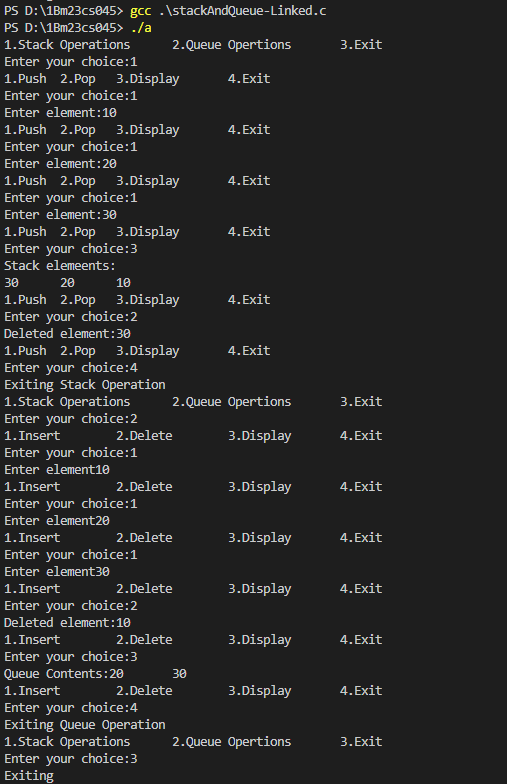 PS D:\1Bm23cs045> gcc .\stackAndQueue-Linked.c
PS D:\1Bm23cs045> ./a
1.Stack Operations 2.Queue Opertions 3.Exit
Enter your choice:1
1.Push 2.Pop 3.Display 4.Exit
Enter your choice:1
Enter element:10
1.Push 2.Pop 3.Display 4.Exit
Enter your choice:1
Enter element:20
1.Push 2.Pop 3.Display 4.Exit
Enter your choice:1
Enter element:30
1.Push 2.Pop 3.Display 4.Exit
Enter your choice:3
Stack elemeents:
30 20 10
1.Push 2.Pop 3.Display 4.Exit
Enter your choice:2
Deleted element:30
1.Push 2.Pop 3.Display 4.Exit
Enter your choice:4
Exiting Stack Operation
1.Stack Operations 2.Queue Opertions 3.Exit
Enter your choice:2
1.Insert 2.Delete 3.Display 4.Exit
Enter your choice:1
Enter element10
1.Insert 2.Delete 3.Display 4.Exit
Enter your choice:1
Enter element20
1.Insert 2.Delete 3.Display 4.Exit
Enter your choice:1
Enter element30
1.Insert 2.Delete 3.Display 4.Exit
Enter your choice:2
Deleted element:10
1.Insert 2.Delete 3.Display 4.Exit
Enter your choice:3
Queue Contents:20 30
1.Insert 2.Delete 3.Display 4.Exit
Enter your choice:4
Exiting Queue Operation
1.Stack Operations 2.Queue Opertions 3.Exit
Enter your choice:3
Exiting